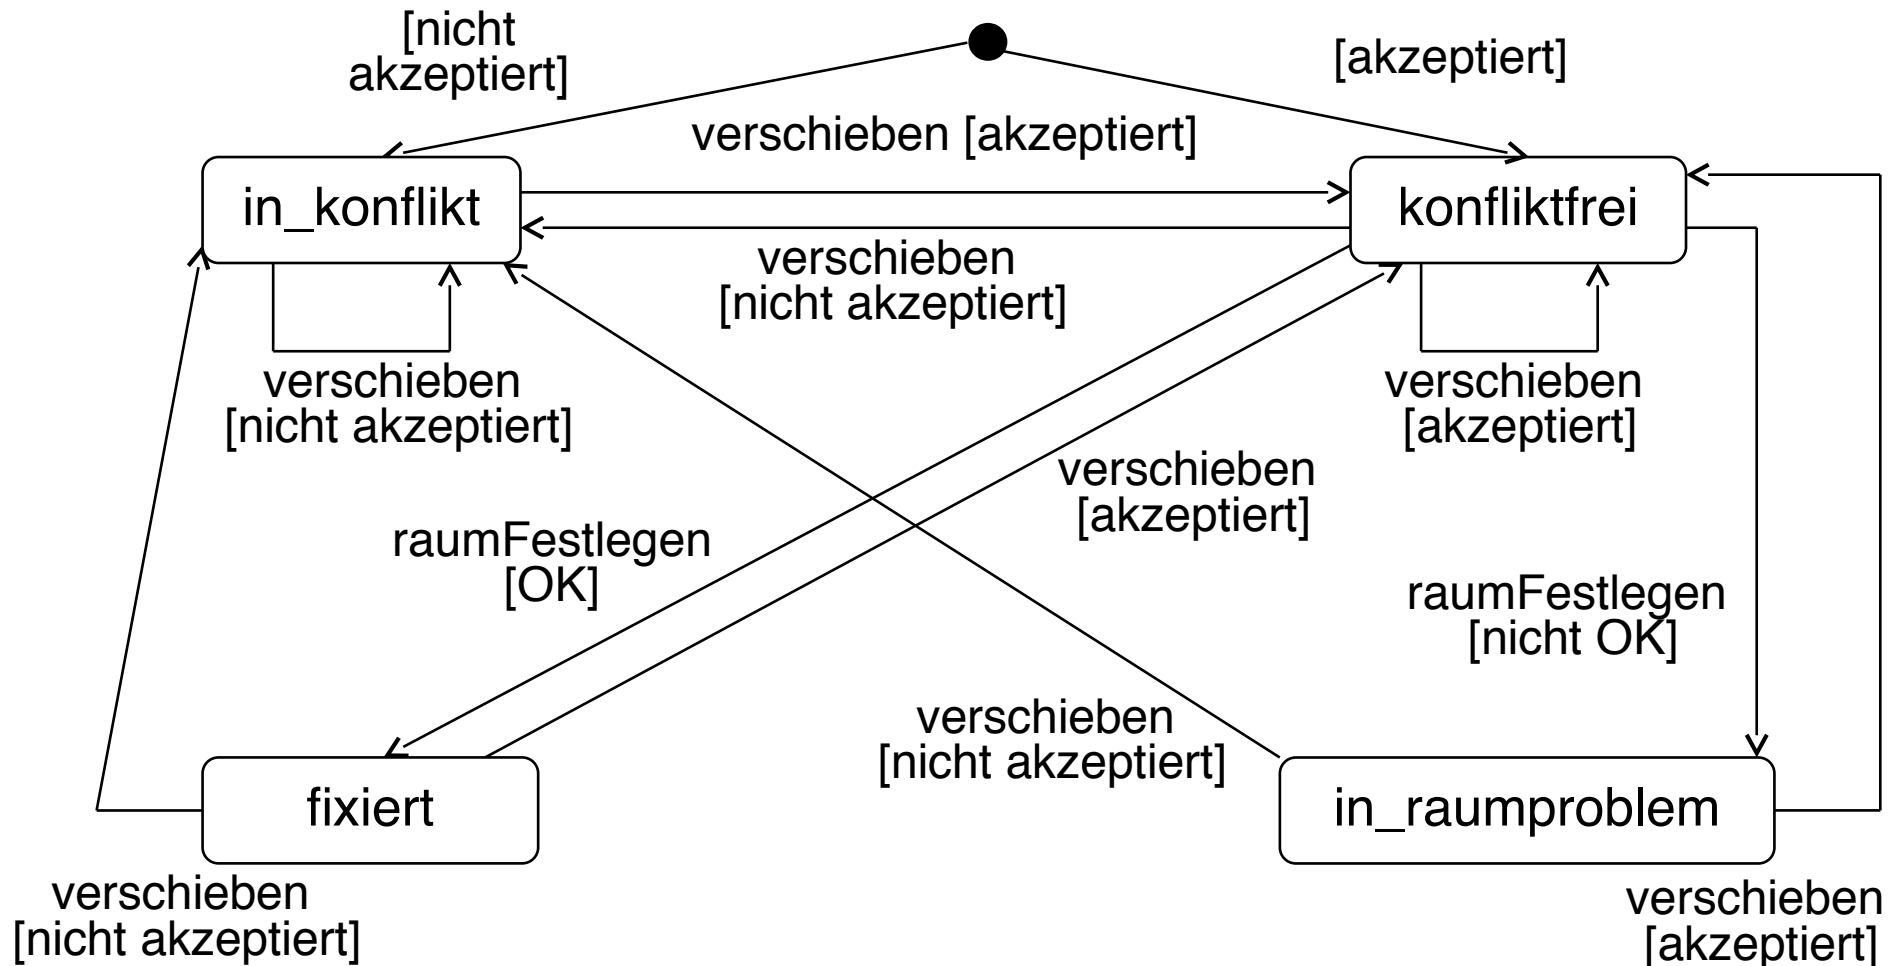 [nicht
akzeptiert]
[akzeptiert]
verschieben [akzeptiert]
in_konflikt
konfliktfrei
verschieben
[nicht akzeptiert]
verschieben
[nicht akzeptiert]
verschieben
[akzeptiert]
verschieben
[akzeptiert]
raumFestlegen
[OK]
raumFestlegen
[nicht OK]
verschieben
[nicht akzeptiert]
fixiert
in_raumproblem
verschieben
[nicht akzeptiert]
verschieben
[akzeptiert]